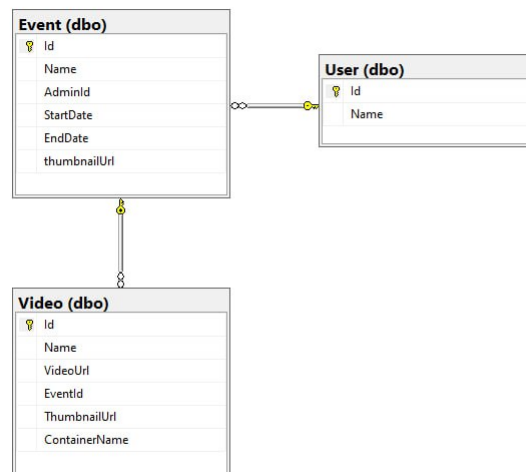 Event (dbo)
Id
Name
AdminId
StartDate
EndDate
thumbnailUrl
User (dbo)
Id
Name
Video (dbo)
Id
Name
VideoUrl
EventId
ThumbnailUrl
ContainerName